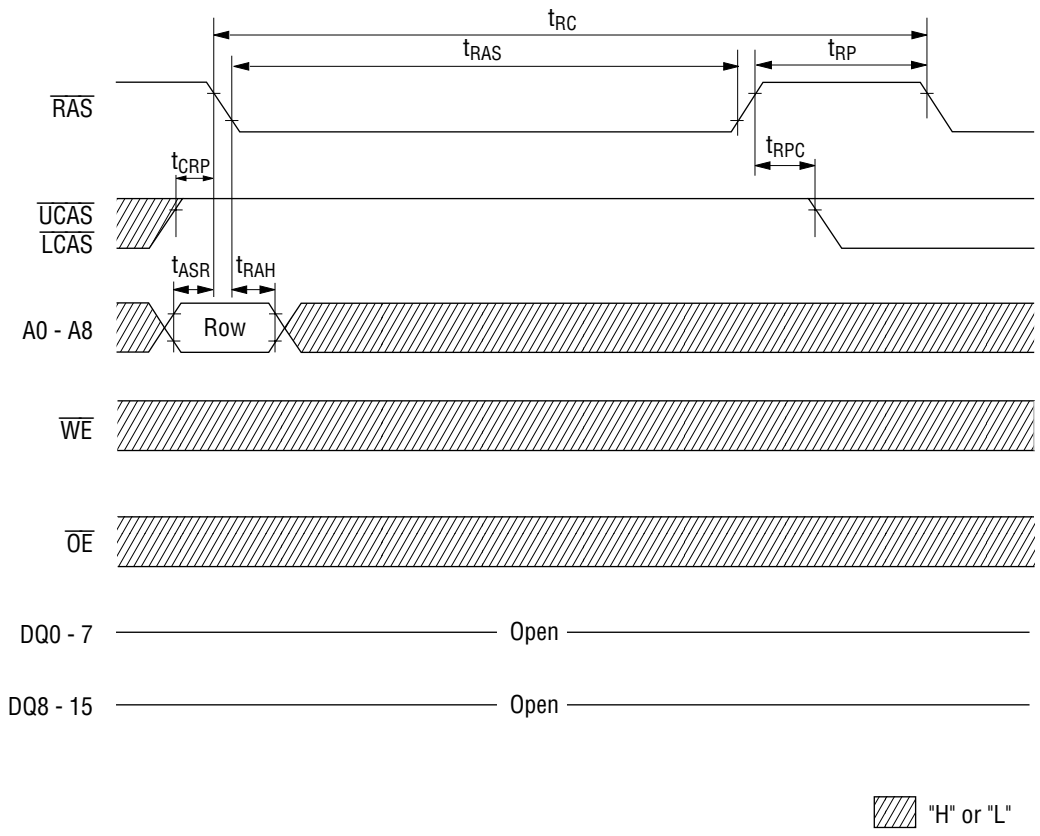 tRC
tRAS
tRP
RAS
tRPC
tCRP
UCAS
LCAS
tASR
tRAH
A0 - A8
Row
WE
OE
DQ0 - 7
Open
DQ8 - 15
Open
"H" or "L"